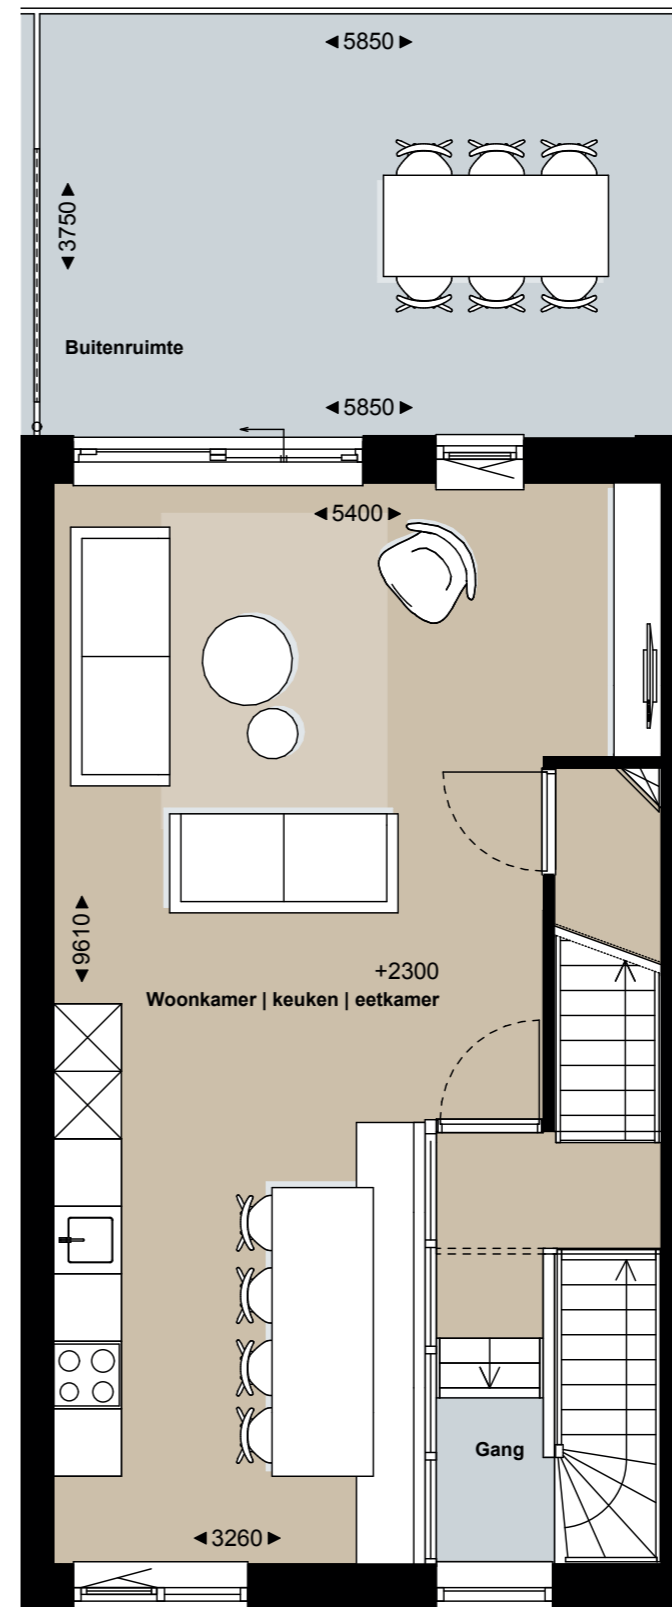 ◄5850►
◄3750►
Buitenruimte
◄5850►
◄5400►
◄9610►
+2300
Woonkamer | keuken | eetkamer
Gang
◄3260►